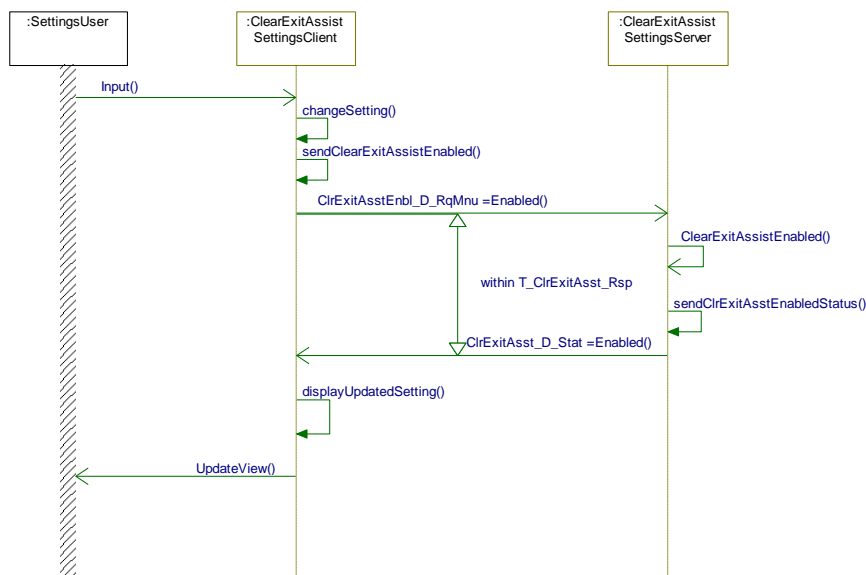 :SettingsUser
:ClearExitAssist
SettingsClient
:ClearExitAssist
SettingsServer
Input()
changeSetting()
sendClearExitAssistEnabled()
ClrExitAsstEnbl_D_RqMnu =Enabled()
ClearExitAssistEnabled()
within T_ClrExitAsst_Rsp
sendClrExitAsstEnabledStatus()
ClrExitAsst_D_Stat =Enabled()
displayUpdatedSetting()
UpdateView()